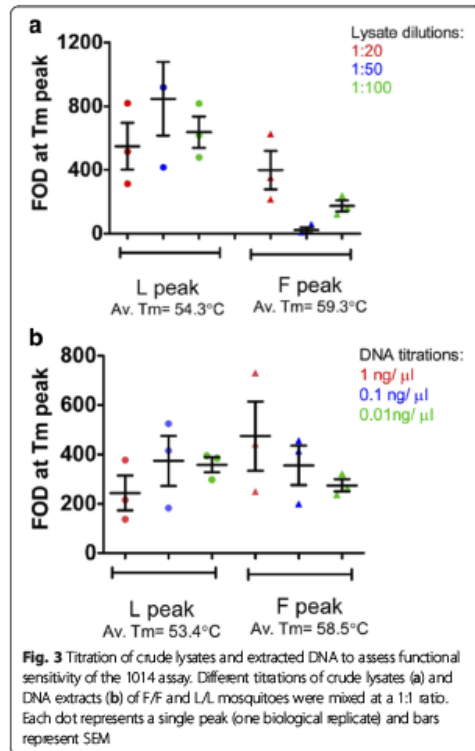 a
Lysate dilutions:
1:20
1:50
1:100
FOD at Tm peak
1200
800
400
0
L peak
F peak
Av. Tm= 54.3°C
Av. Tm= 59.3°C
b
DNA titrations:
1 ng/ μl
0.1 ng/ μl
0.01ng/ μl
FOD at Tm peak
800
600
400
200
0
L peak
F peak
Av. Tm= 53.4°C
Av. Tm= 58.5°C
Fig. 3 Titration of crude lysates and extracted DNA to assess functional
sensitivity of the 1014 assay. Different titrations of crude lysates (a) and
DNA extracts (b) of F/F and L/L mosquitoes were mixed at a 1:1 ratio.
Each dot represents a single peak (one biological replicate) and bars
represent SEM